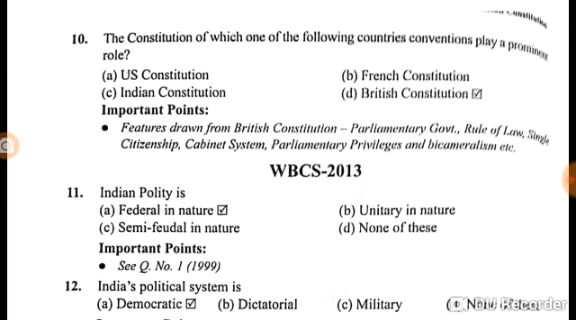 10. The Constitution of which one of the following countries conventions play a prominent
role?
(a) US Constitution (b) French Constitution
(c) Indian Constitution (d) British Constitution ☑
Important Points:
• Features drawn from British Constitution – Parliamentary Govt., Rule of Law, Single
Citizenship, Cabinet System, Parliamentary Privileges and bicameralism etc.
WBCS-2013
11. Indian Polity is
(a) Federal in nature ☑ (b) Unitary in nature
(c) Semi-feudal in nature (d) None of these
Important Points:
• See Q. No. 1 (1999)
12. India's political system is
(a) Democratic ☑ (b) Dictatorial (c) Military
DU Recorder